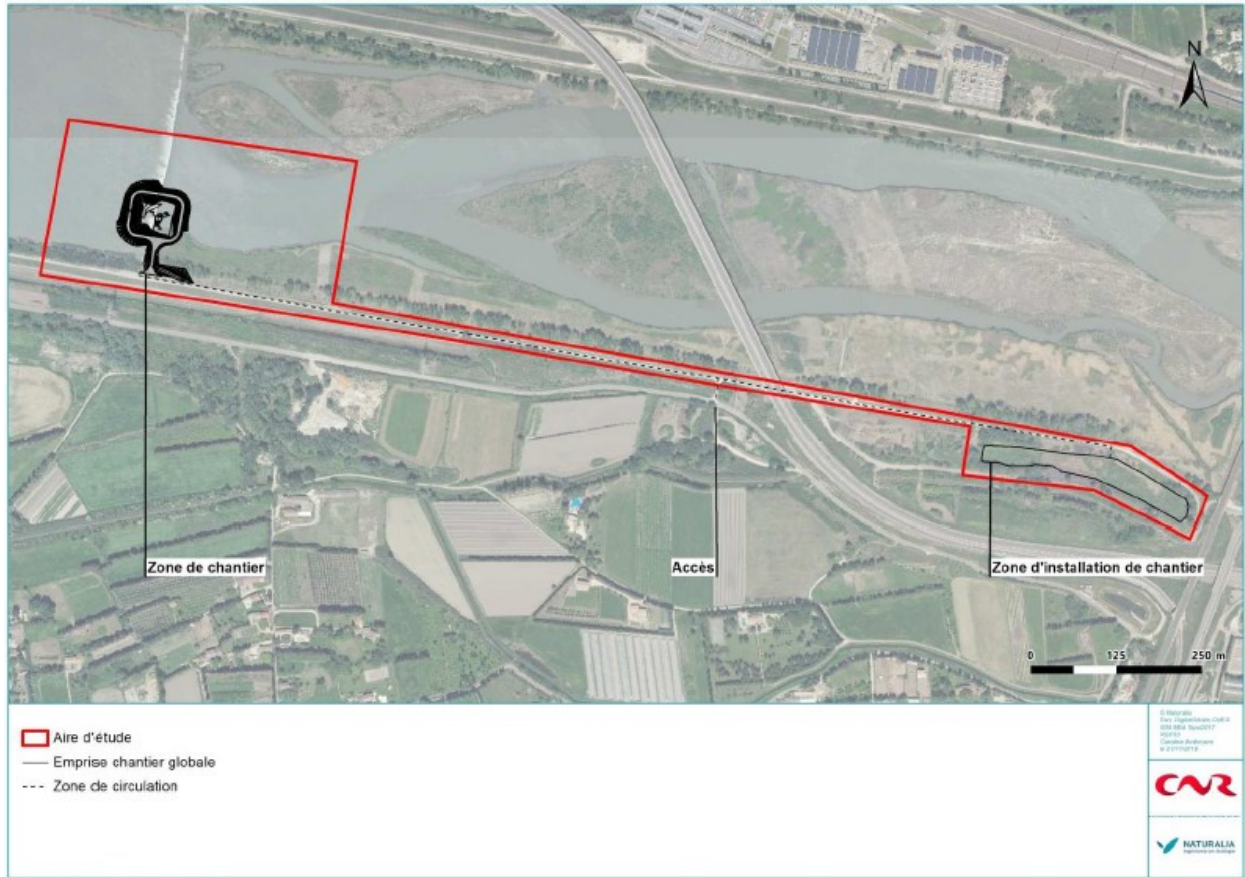 N
Zone de chantier
Accès
Zone d'installation de chantier
0 125 250 m
Aire d'étude
Emprise chantier globale
Zone de circulation
CNR
NATURALIA